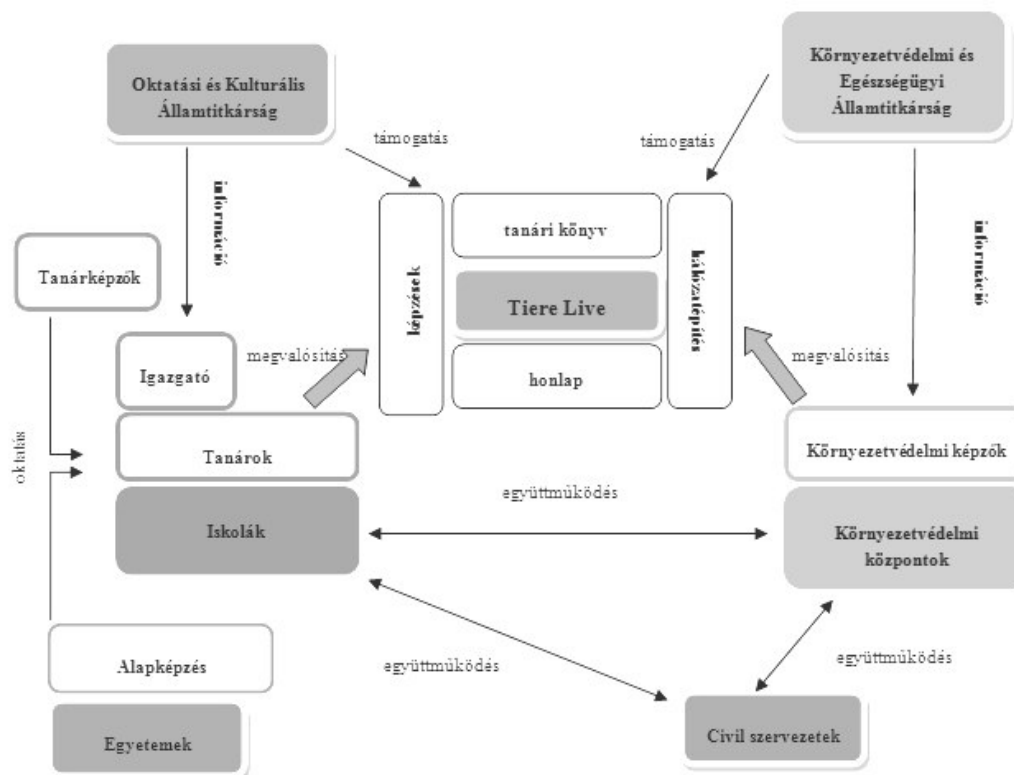 Oktatási és Kulturális
Államtitkárság
Környezetvédelmi és
Egészségügyi
Államtitkárság
támogatás
támogatás
információ
információ
Tanárképzők
képzések
tanári könyv
Tiere Live
honlap
hálózatépítés
megvalósítás
megvalósítás
Igazgató
Tanárok
Iskolák
oktatás
Környezetvédelmi képzők
Környezetvédelmi
központok
együttműködés
együttműködés
együttműködés
Alapképzés
Egyetemek
Civil szervezetek